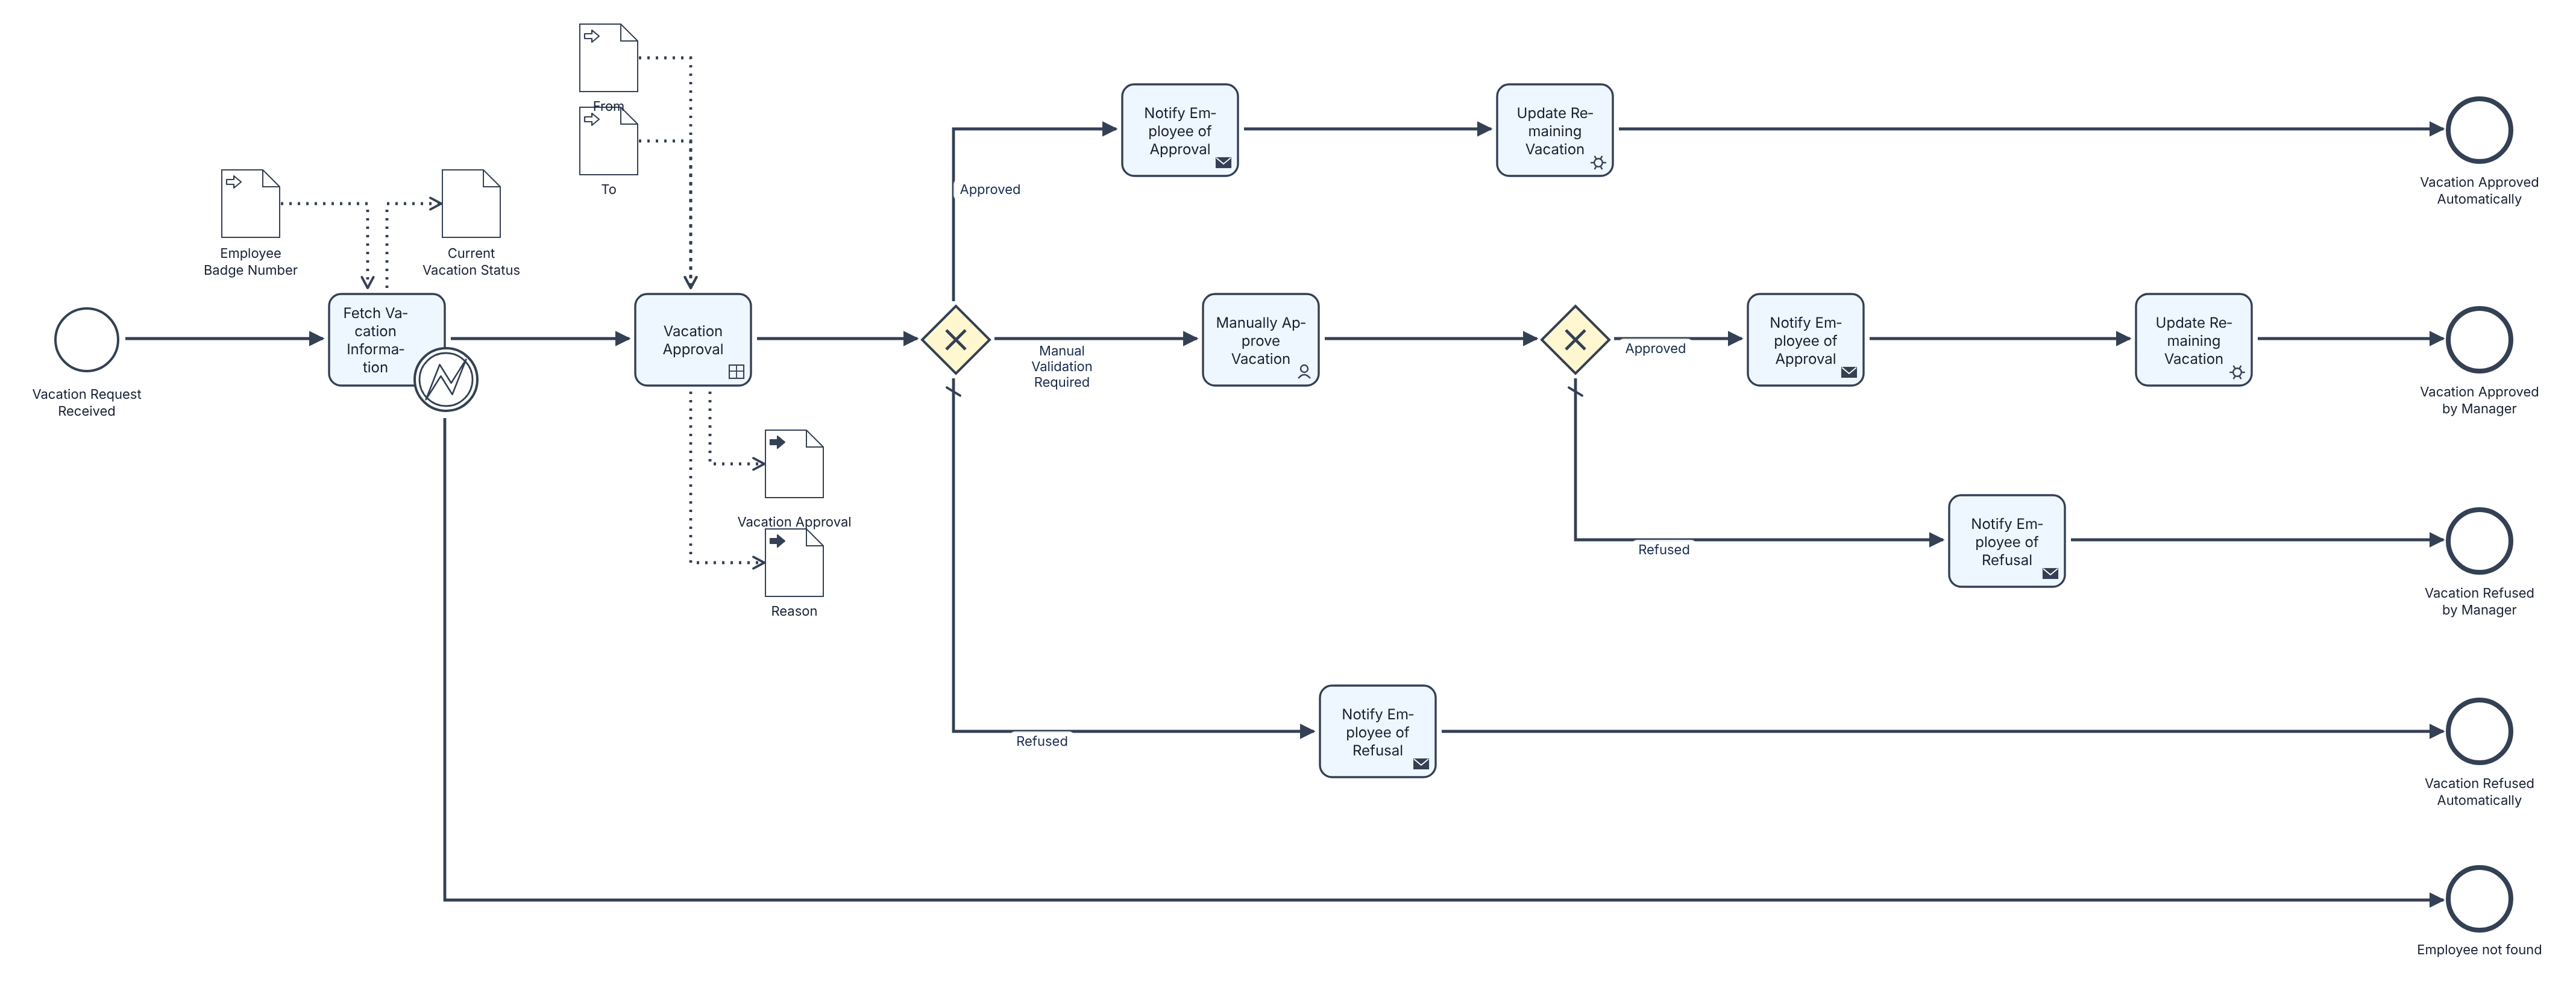 From
To
Employee
Badge Number
Current
Vacation Status
Vacation Request
Received
Fetch Va-
cation
Informa-
tion
Vacation
Approval
Vacation Approval
Reason
Approved
Notify Em-
ployee of
Approval
Update Re-
maining
Vacation
Vacation Approved
Automatically
Manual
Validation
Required
Manually Ap-
prove
Vacation
Approved
Notify Em-
ployee of
Approval
Update Re-
maining
Vacation
Vacation Approved
by Manager
Refused
Notify Em-
ployee of
Refusal
Vacation Refused
by Manager
Refused
Notify Em-
ployee of
Refusal
Vacation Refused
Automatically
Employee not found